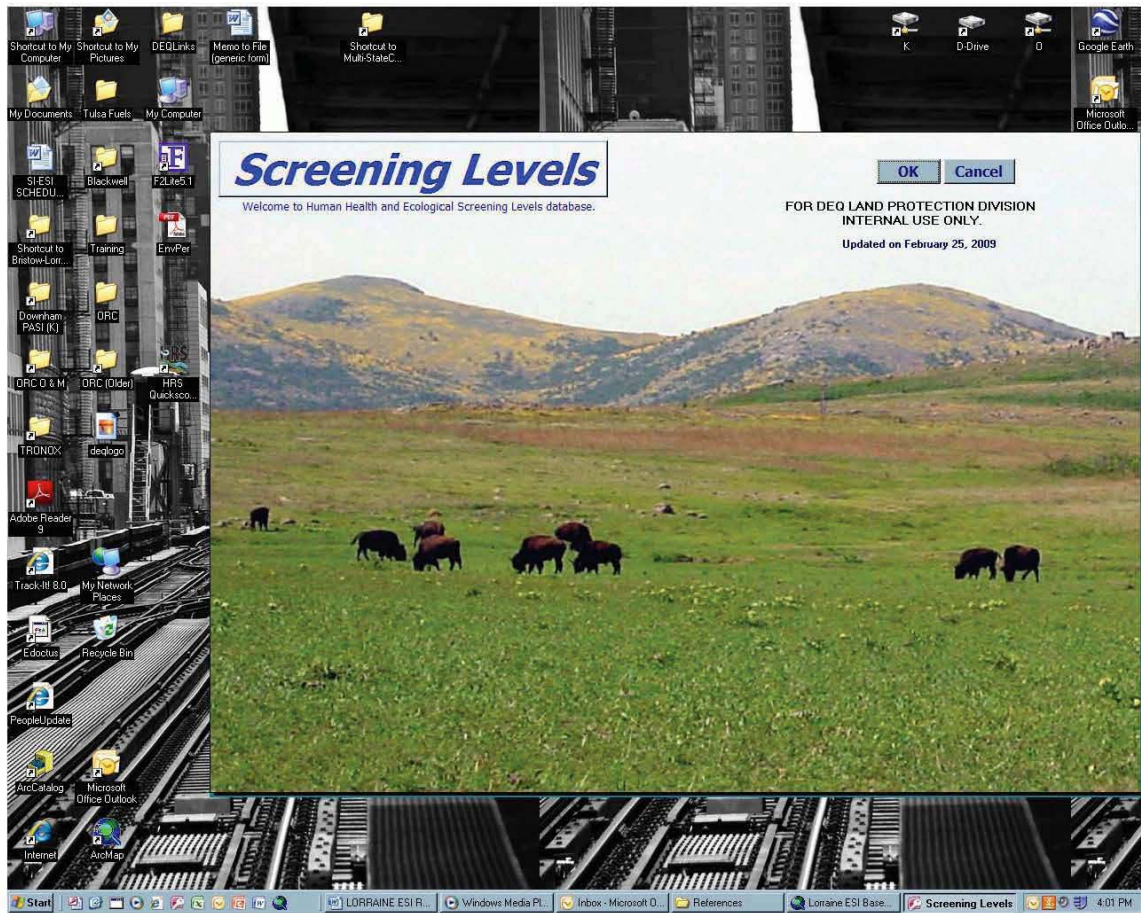 Shortcut to My
Computer
Shortcut to My
Pictures
DEQLinks
Memo to File
(generic form)
Shortcut to
Multi-StateC...
K
D-Drive
O
Google Earth
My Documents
Tulsa Fuels
My Computer
Microsoft
Office Outlo...
Screening Levels
Welcome to Human Health and Ecological Screening Levels database.
OK
Cancel
FOR DEQ LAND PROTECTION DIVISION
INTERNAL USE ONLY.
Updated on February 25, 2009
SI-ESI
SCHEDU...
Blackwell
F2Lite5.1
Shortcut to
Bristow-Lorr...
Training
EnvPer
Downham
PASI (K)
ORC
ORC O & M
ORC (Older)
HRS
Quicksco...
TRONOX
deqlogo
Adobe Reader
9
Track-It! 8.0
My Network
Places
Edoctus
Recycle Bin
PeopleUpdate
ArcCatalog
Microsoft
Office Outlook
Internet
ArcMap
Start
LORRAINE ESI R...
Windows Media Pl...
Inbox - Microsoft O...
References
Lorraine ESI Base...
Screening Levels
4:01 PM